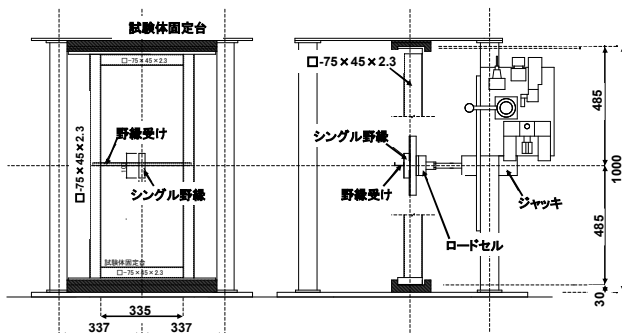 試験体固定台
□-75×45×2.3
□-75×45×2.3
野縁受け
シングル野縁
□-75×45×2.3
試験体固定台
□-75×45×2.3
335
337
337
シングル野縁
野縁受け
ロードセル
ジャッキ
485
485
1000
30